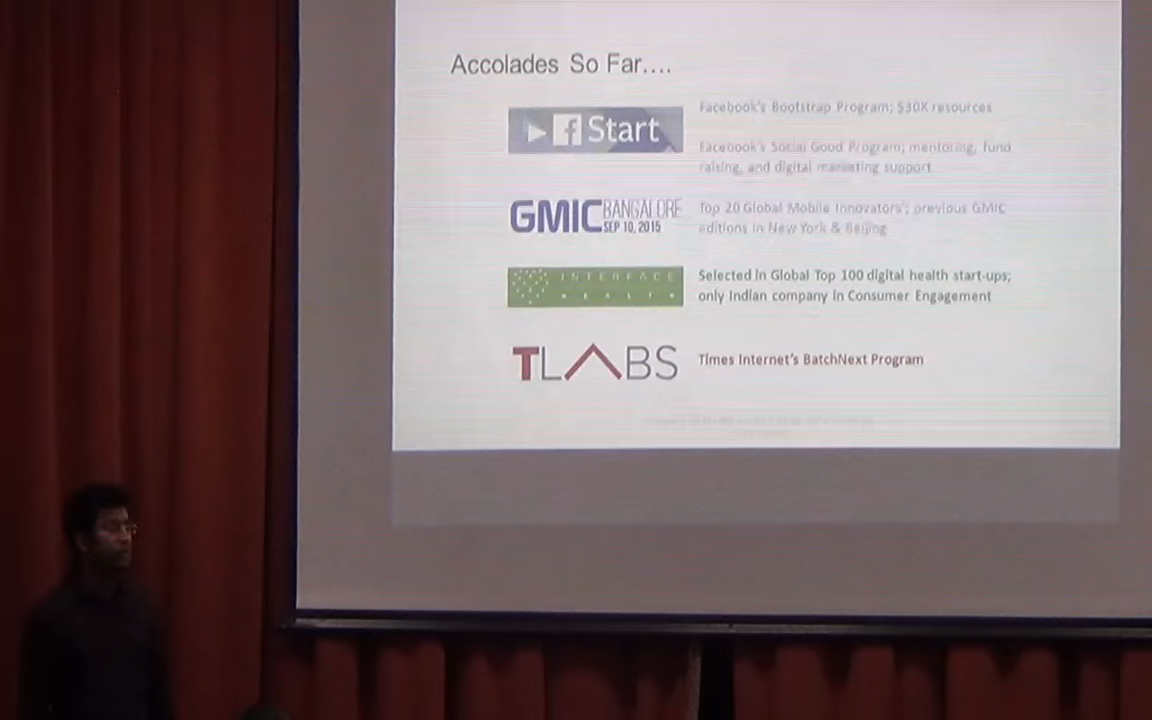 Accolades So Far....
Start
Facebook's Bootstrap Program; $30K resources
Facebook's Social Good Program; mentoring, fund
raising, and digital marketing support
GMIC BANGALORE
SEP 10, 2015
Top 20 Global Mobile Innovators'; previous GMIC
editions in New York & Beijing
INTERFACE
HEALTH
Selected in Global Top 100 digital health start-ups;
only Indian company in Consumer Engagement
TLABS
Times Internet's BatchNext Program